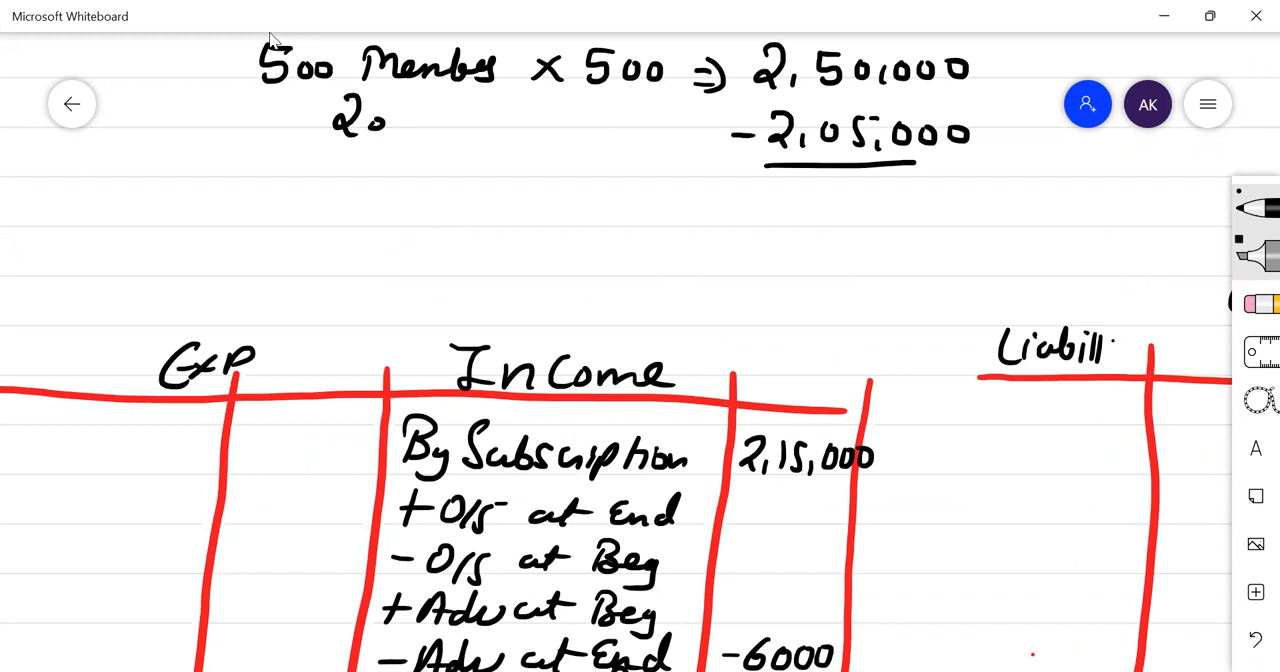 Microsoft Whiteboard
500 Members × 500 ⇒ 2,50,000
20 - 2,05,000
AK
Exp Income Liabili
By Subscription 2,15,000
+ O/S at End
- O/S at Beg
+ Adv at Beg
- Adv at End -6000
A